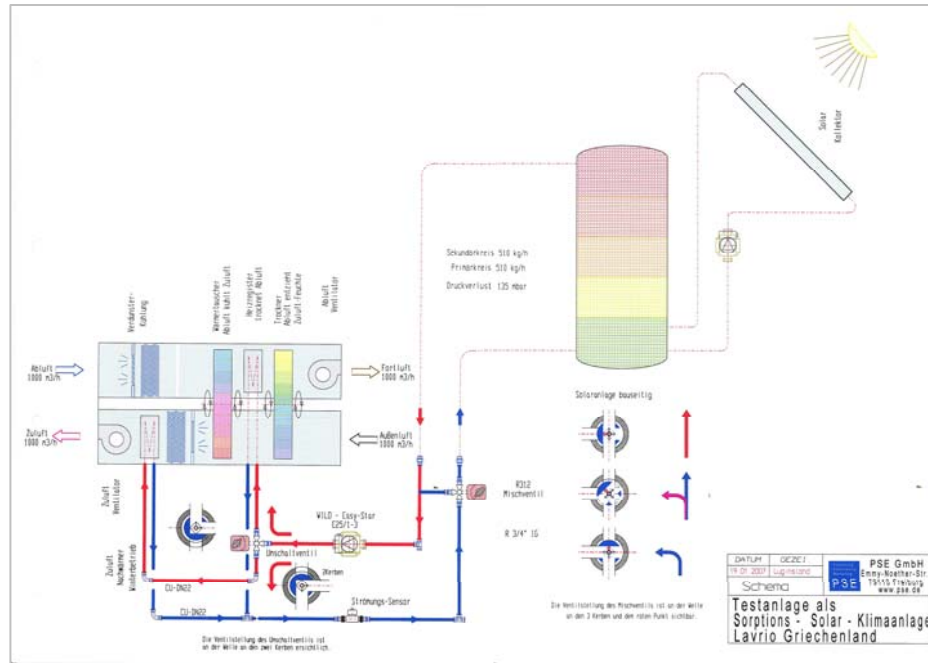 Solar
Kollektor
Sekundärkreis 510 kg/h
Primärkreis 510 kg/h
Druckverlust 135 mbar
Verdunster-
Kühlung
Wärmetauscher
Abluft kühlt Zuluft
Heizregister
trocknet Abluft
Trockner
Abluft entzieht
Zuluft Feuchte
Abluft
Ventilator
Abluft
1000 m3/h
Fortluft
1000 m3/h
Zuluft
1000 m3/h
Außenluft
1000 m3/h
Solaranlage bauseitig
Zuluft
Ventilator
Zuluft
Nachwärmer
Winterbetrieb
WILO - Easy-Star
E25/1-3
Umschaltventil
2Kerben
R312
Mischventil
R 3/4" IG
CU-DN22
CU-DN22
Strömungs-Sensor
Die Ventilstellung des Umschaltventils ist
an der Welle an den zwei Kerben ersichtlich.
Die Ventilstellung des Mischventils ist an der Welle
an den 3 Kerben und den roten Punkt sichtbar.
DATUM GEZEI
19 01 2007 Luginsland
Schema
PSE
PSE GmbH
Emmy-Noether-Str.
79110 Freiburg
www.pse.de
Testanlage als
Sorptions - Solar - Klimaanlage
Lavrio Griechenland